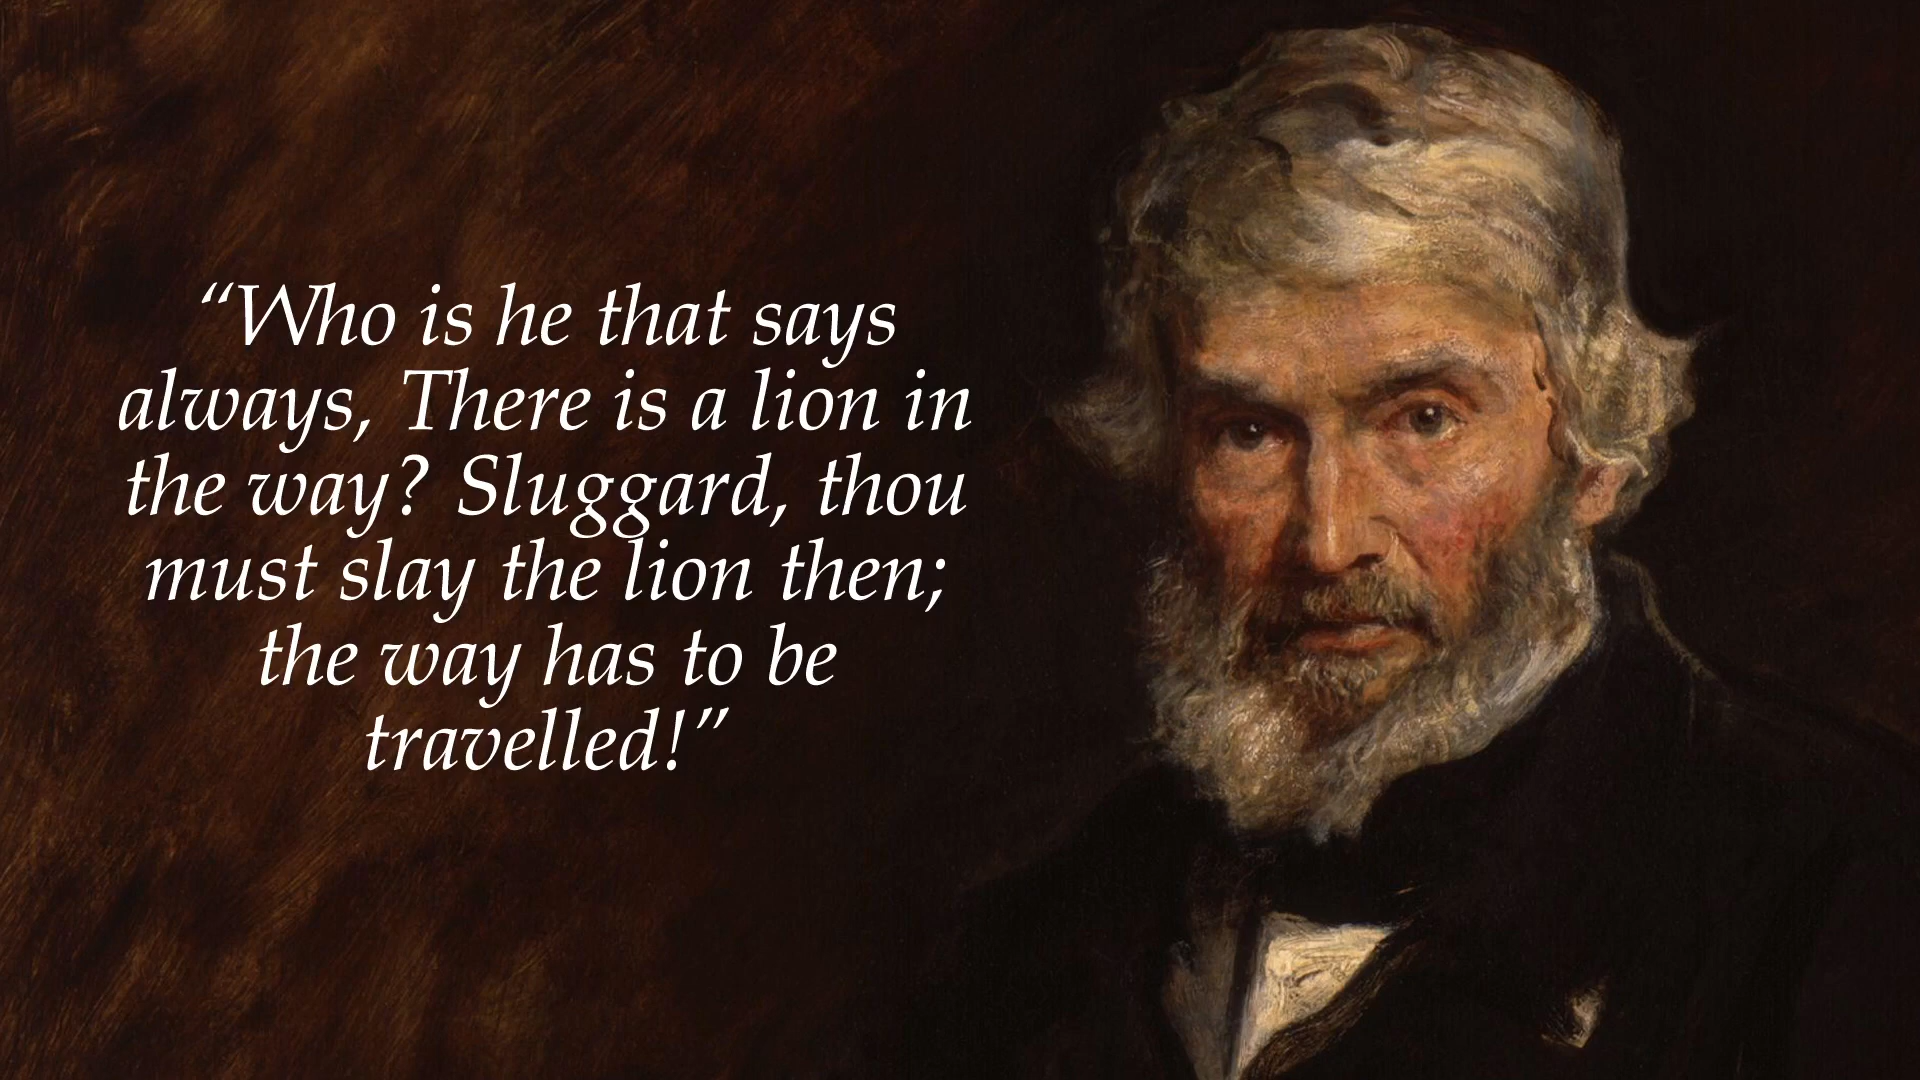 “Who is he that says
always, There is a lion in
the way? Sluggard, thou
must slay the lion then;
the way has to be
travelled!”